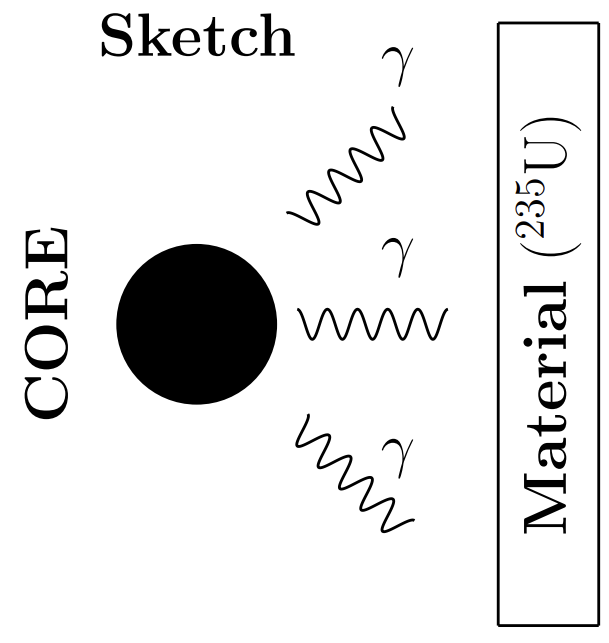 Sketch
CORE
γ
γ
γ
Material (²³⁵U)